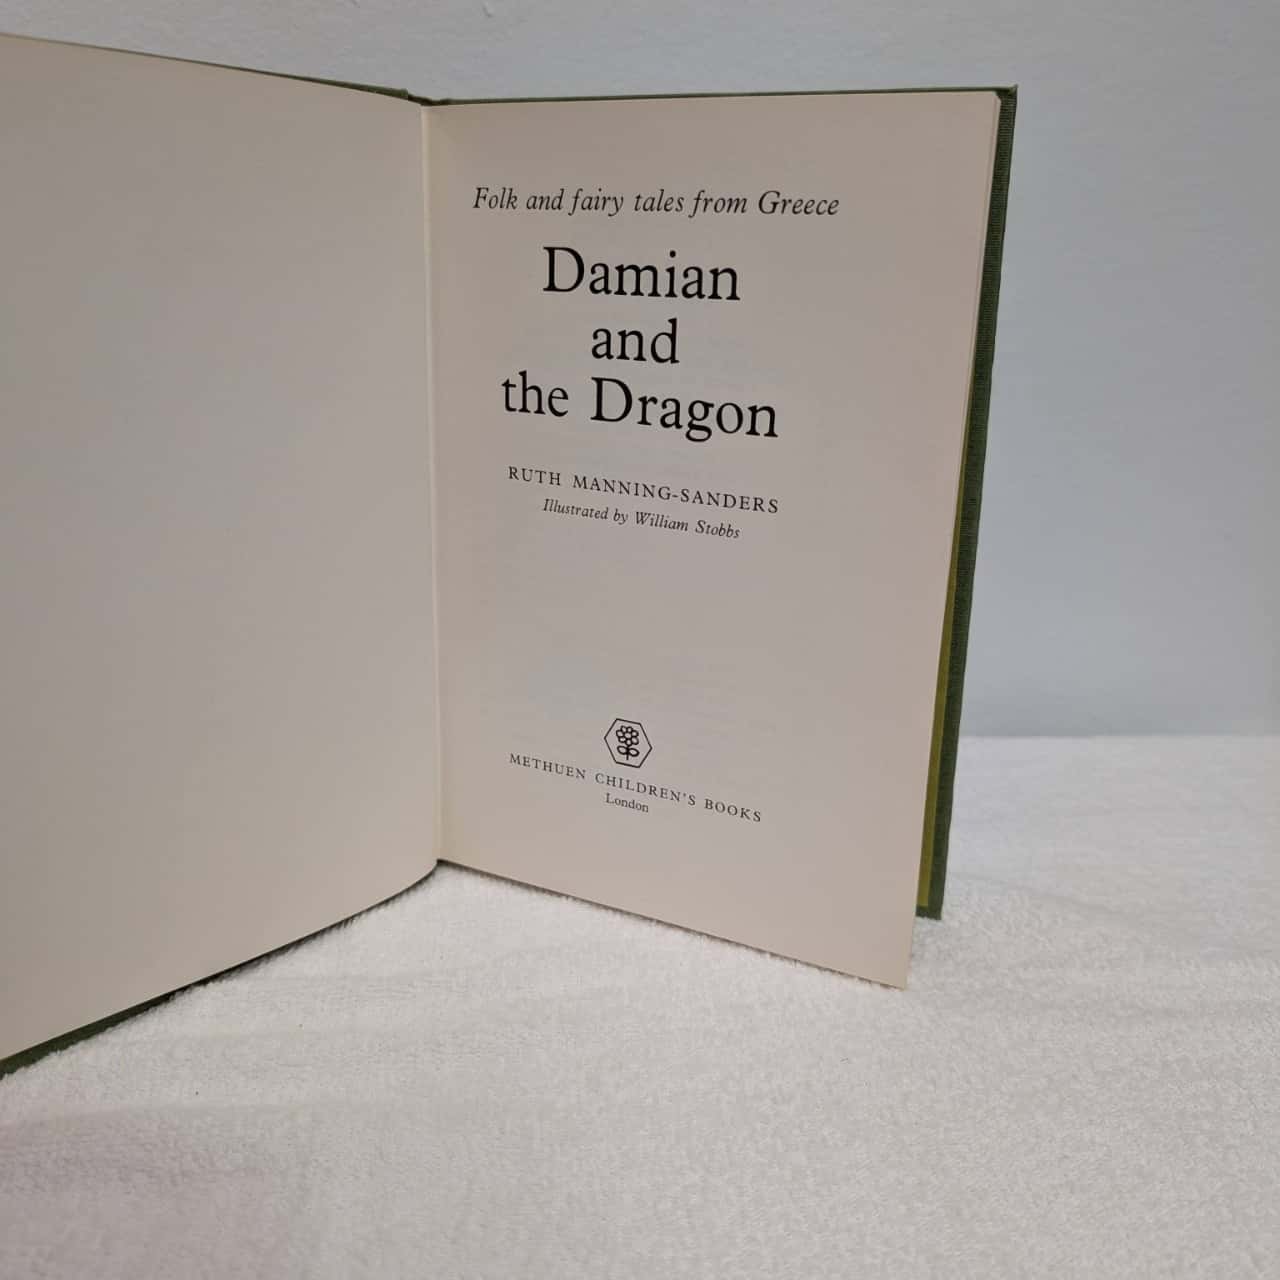 Folk and fairy tales from Greece
Damian
and
the Dragon
RUTH MANNING-SANDERS
Illustrated by William Stobbs
METHUEN CHILDREN'S BOOKS
London